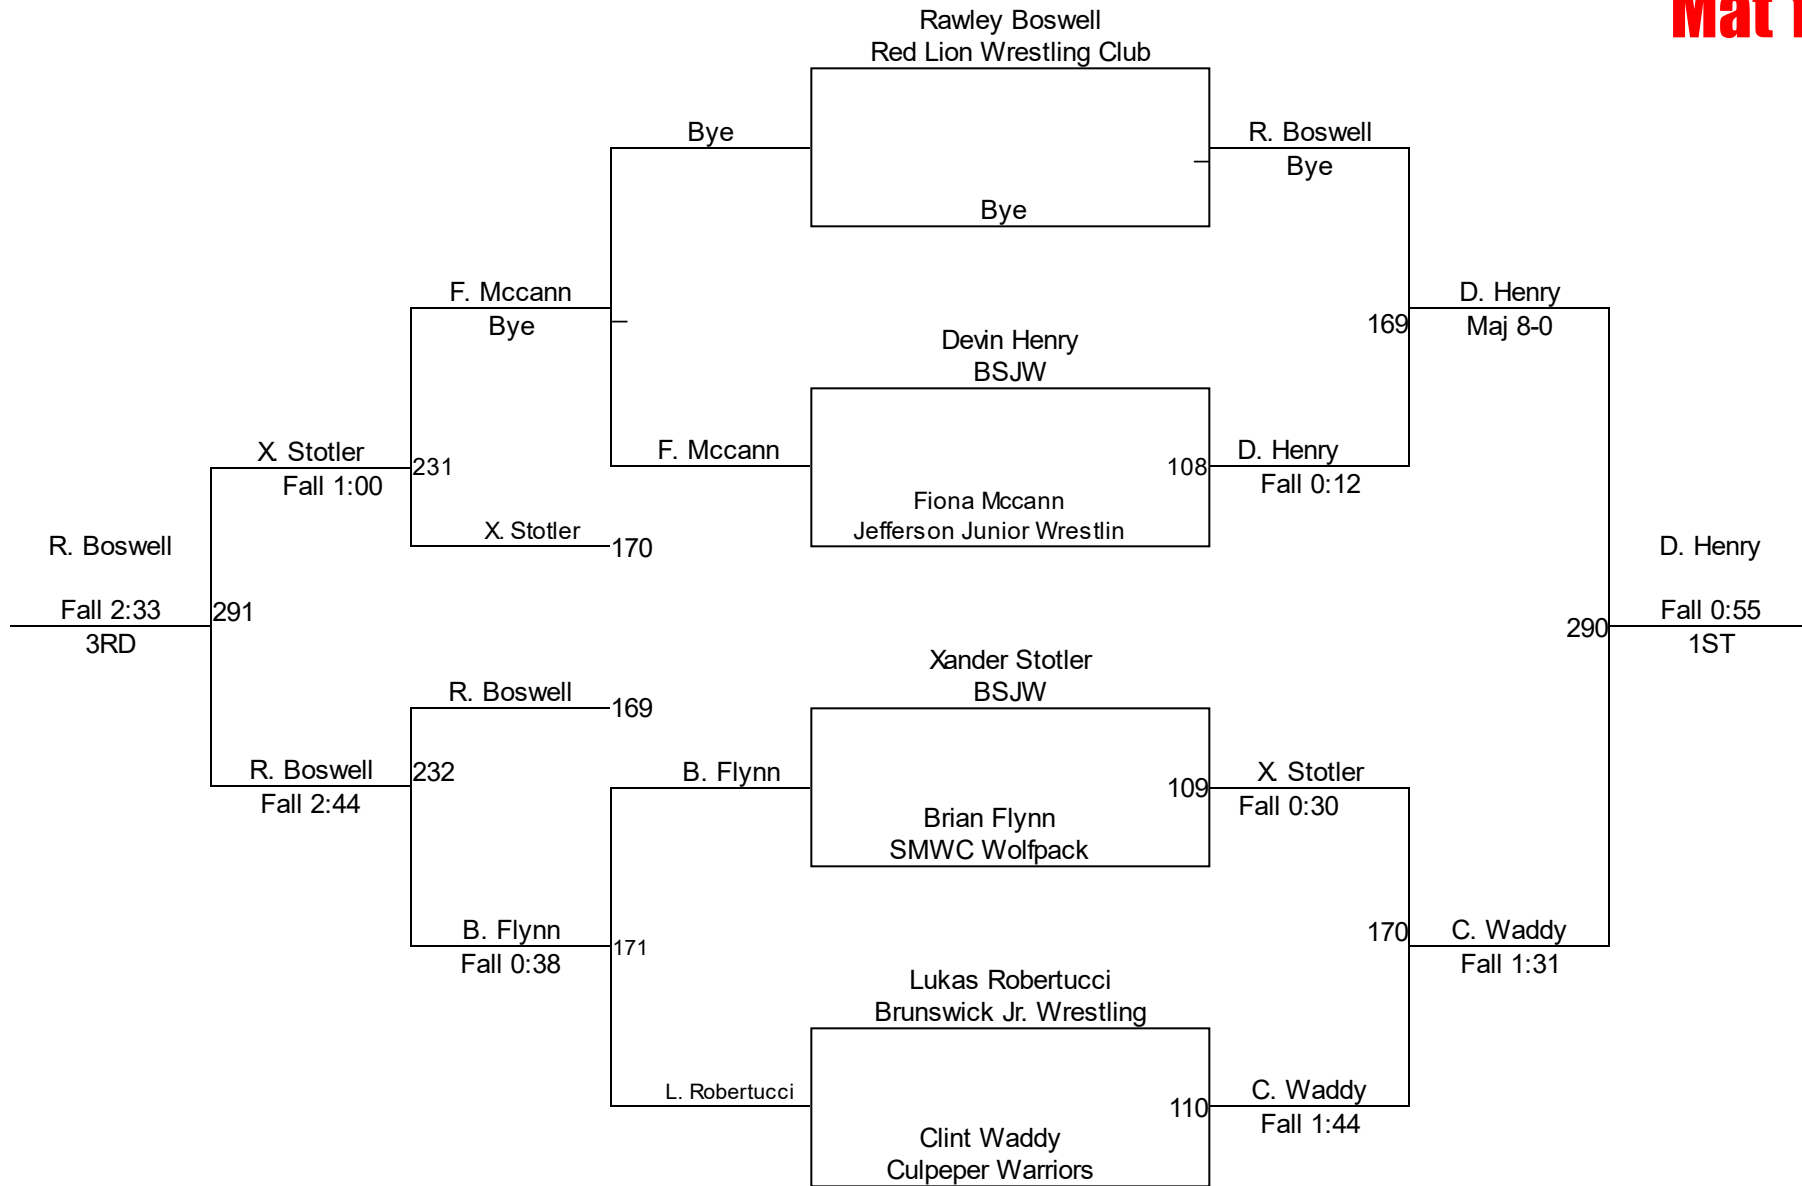 Mat 1
Rawley Boswell
Red Lion Wrestling Club
Bye
R. Boswell
Bye
Bye
F. Mccann
Bye
D. Henry
Maj 8-0
169
Devin Henry
BSJW
X. Stotler
Fall 1:00
231
F. Mccann
108
D. Henry
Fall 0:12
Fiona Mccann
Jefferson Junior Wrestlin
X. Stotler
170
R. Boswell
Fall 2:33
3RD
291
D. Henry
Fall 0:55
1ST
290
Xander Stotler
BSJW
R. Boswell
169
R. Boswell
Fall 2:44
232
B. Flynn
109
X. Stotler
Fall 0:30
Brian Flynn
SMWC Wolfpack
B. Flynn
Fall 0:38
171
170
C. Waddy
Fall 1:31
Lukas Robertucci
Brunswick Jr. Wrestling
L. Robertucci
110
C. Waddy
Fall 1:44
Clint Waddy
Culpeper Warriors